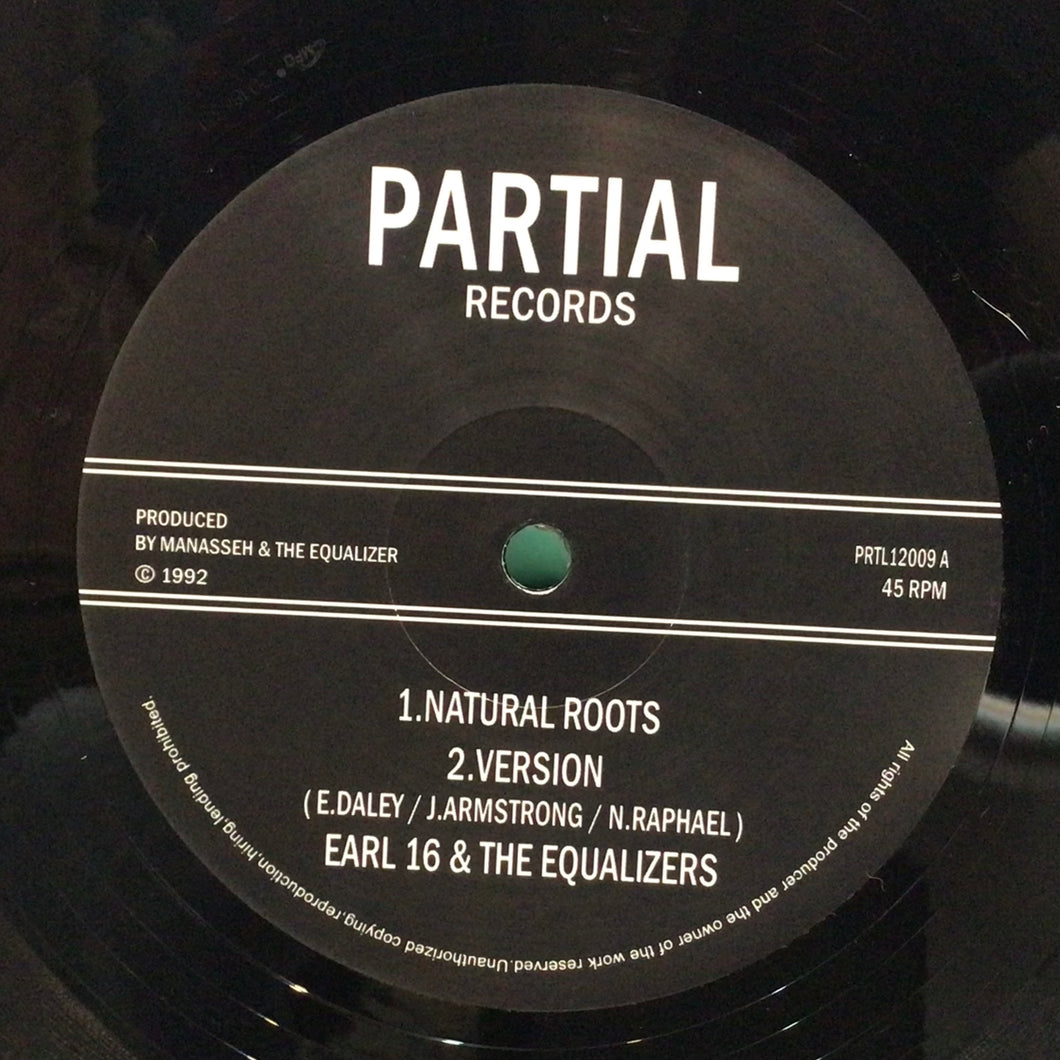 PARTIAL
RECORDS
PRODUCED
BY MANASSEH & THE EQUALIZER
© 1992
PRTL12009 A
45 RPM
1.NATURAL ROOTS
2.VERSION
( E.DALEY / J.ARMSTRONG / N.RAPHAEL )
EARL 16 & THE EQUALIZERS
All rights of the producer and the owner of the work reserved.Unauthorized copying.reproduction.hiring.lending prohibited.